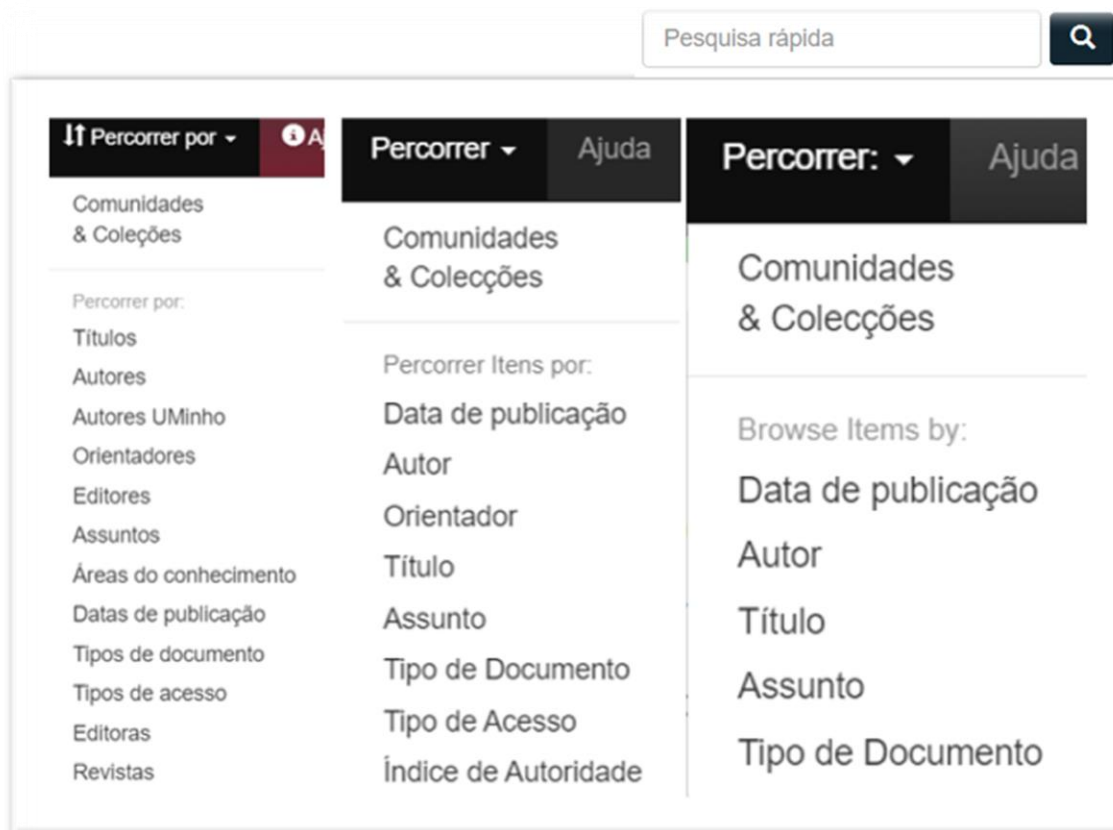 Pesquisa rápida
Percorrer por
Aj
Comunidades
& Coleções
Percorrer por:
Títulos
Autores
Autores UMinho
Orientadores
Editores
Assuntos
Áreas do conhecimento
Datas de publicação
Tipos de documento
Tipos de acesso
Editoras
Revistas
Percorrer
Ajuda
Comunidades
& Colecções
Percorrer Itens por:
Data de publicação
Autor
Orientador
Título
Assunto
Tipo de Documento
Tipo de Acesso
Índice de Autoridade
Percorrer:
Ajuda
Comunidades
& Colecções
Browse Items by:
Data de publicação
Autor
Título
Assunto
Tipo de Documento